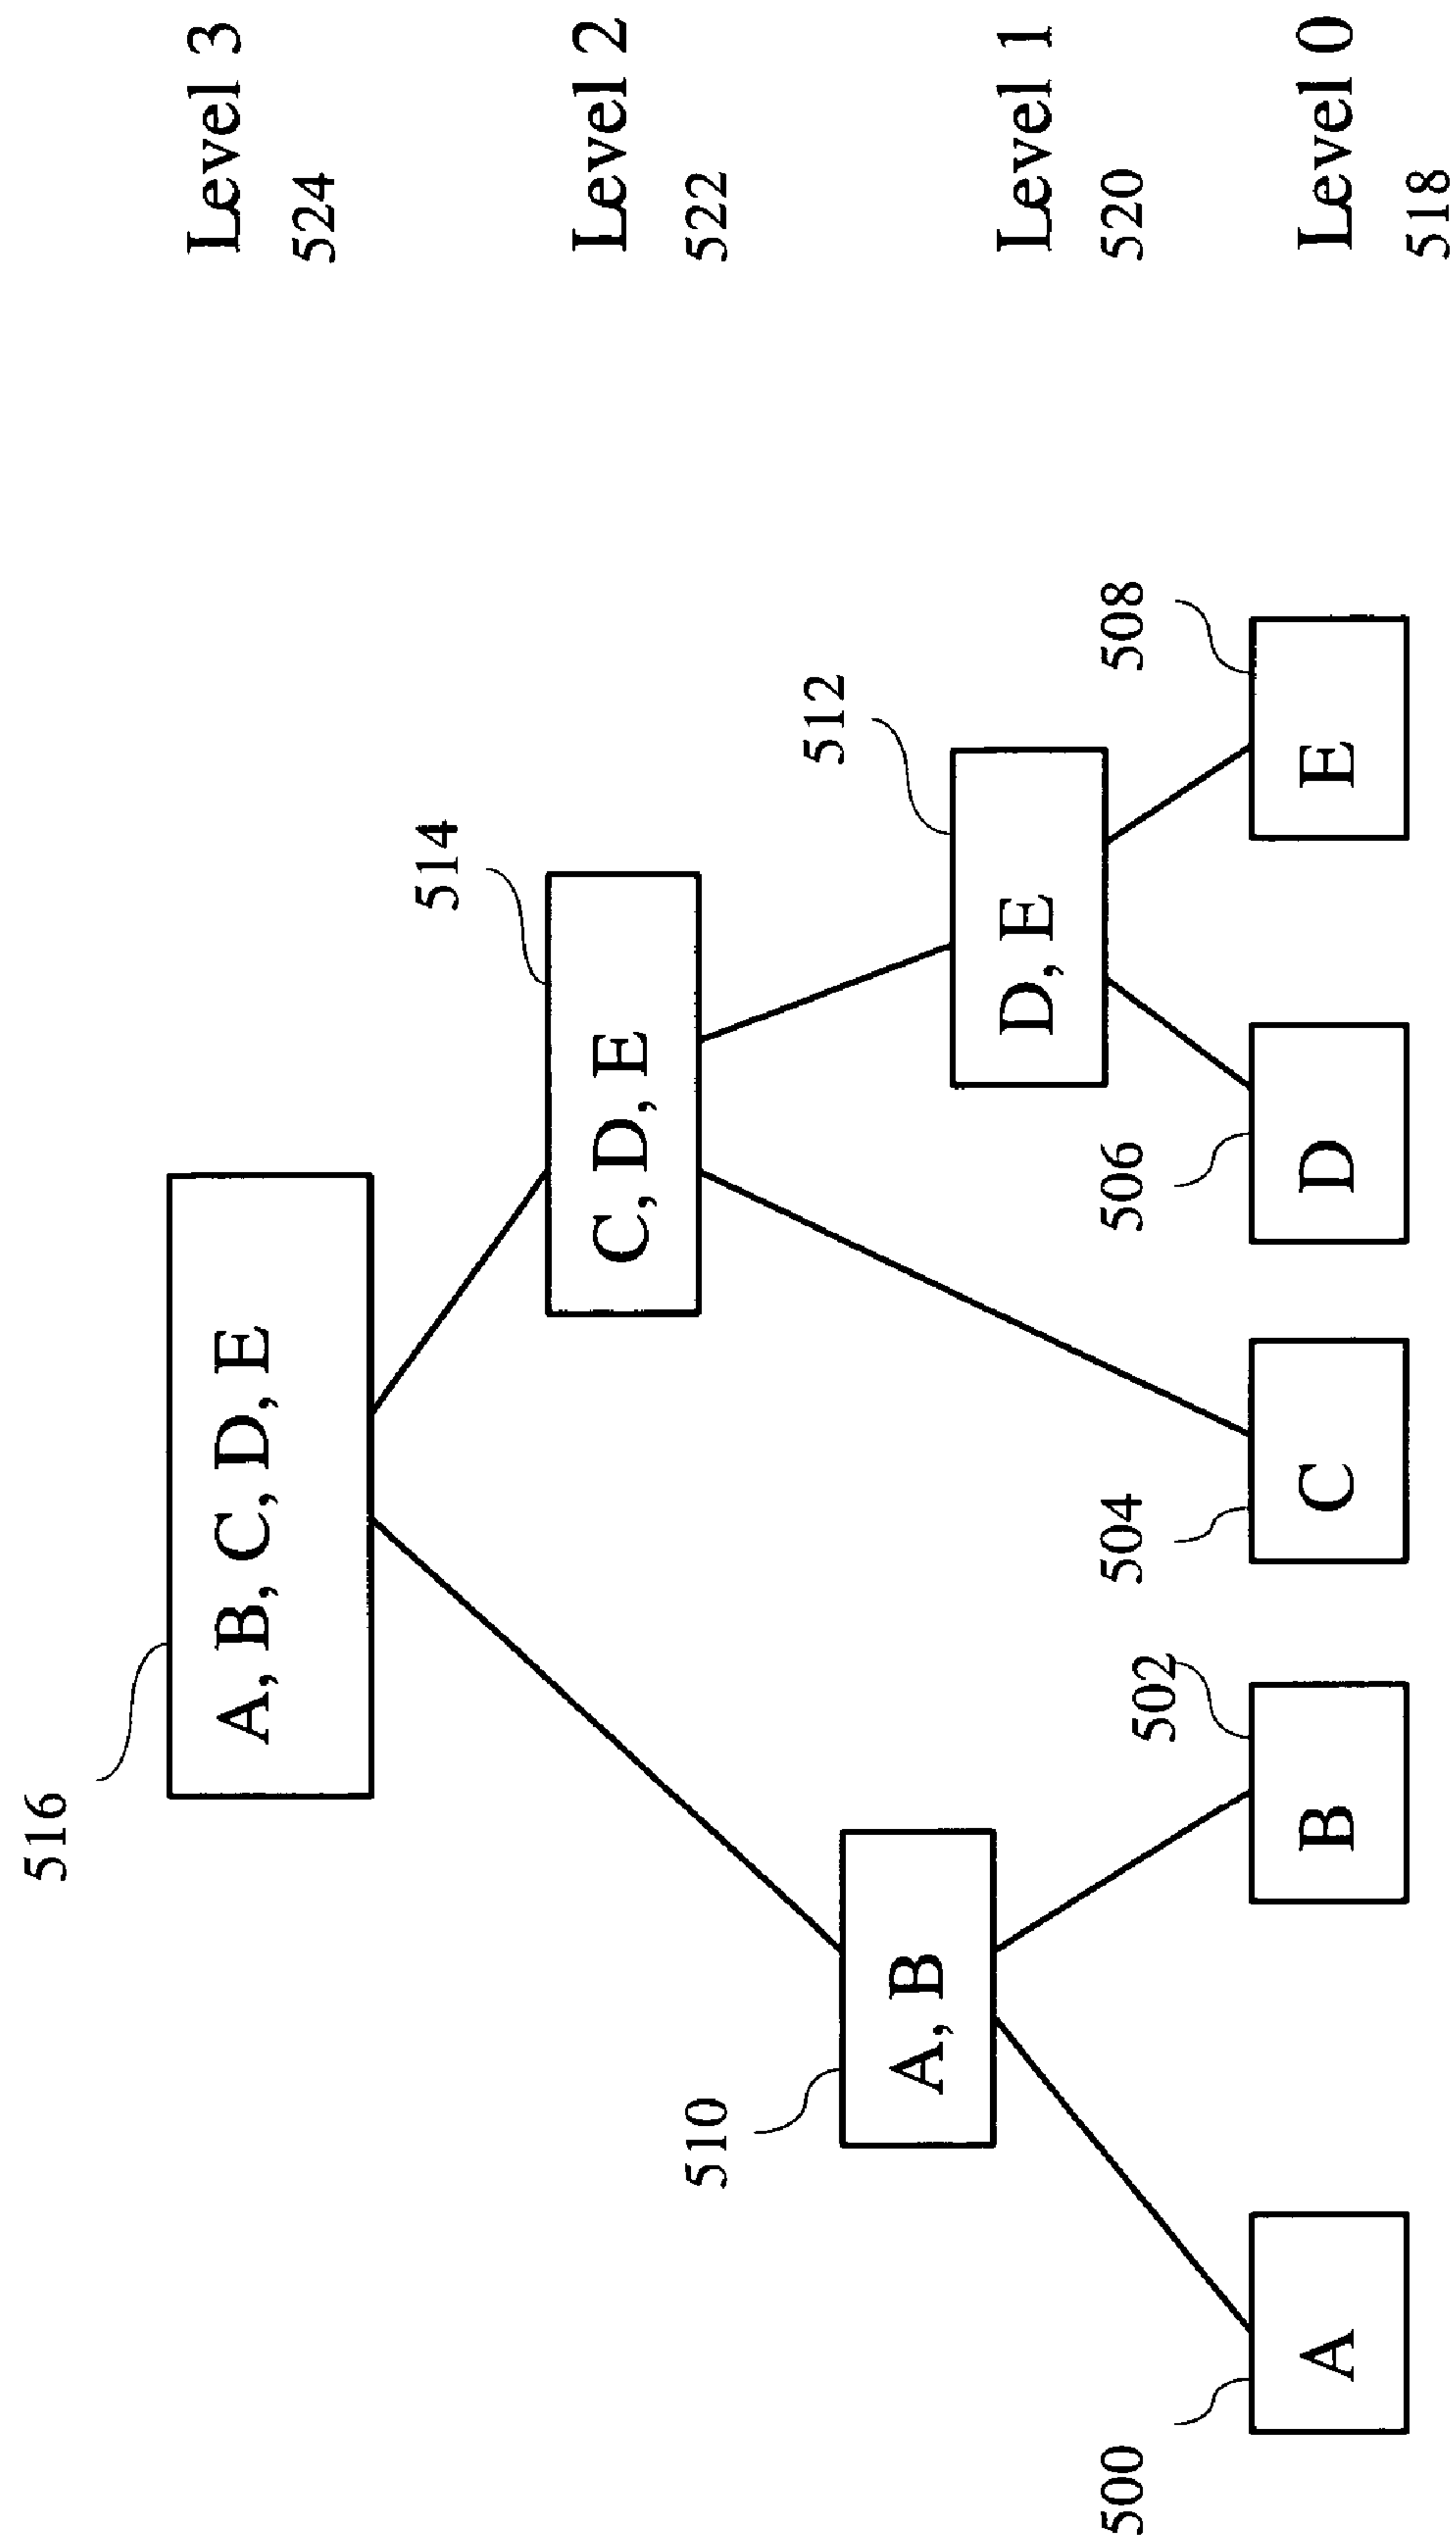 516
A, B, C, D, E
Level 3
524
514
C, D, E
Level 2
522
510
A, B
512
D, E
Level 1
520
500
A
502
B
504
C
506
D
508
E
Level 0
518